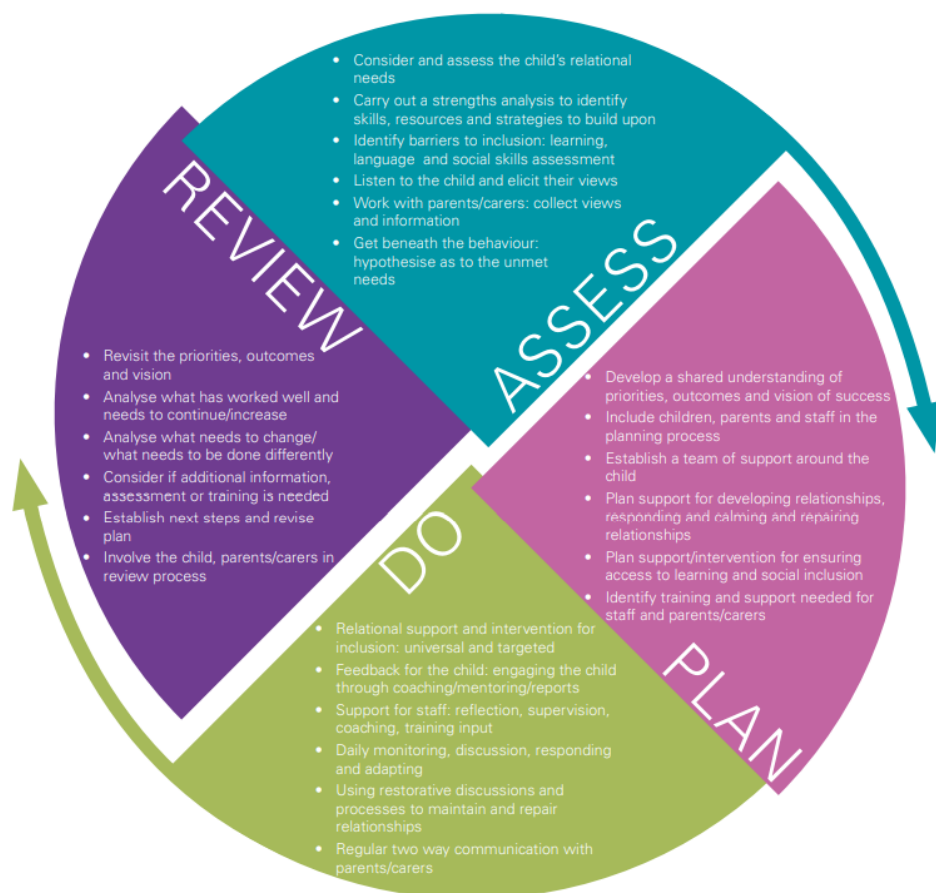 • Consider and assess the child's relational
needs
• Carry out a strengths analysis to identify
skills, resources and strategies to build upon
• Identify barriers to inclusion: learning,
language and social skills assessment
• Listen to the child and elicit their views
• Work with parents/carers: collect views
and information
• Get beneath the behaviour:
hypothesise as to the unmet
needs
ASSESS
• Develop a shared understanding of
priorities, outcomes and vision of success
• Include children, parents and staff in the
planning process
• Establish a team of support around the
child
• Plan support for developing relationships,
responding and calming and repairing
relationships
• Plan support/intervention for ensuring
access to learning and social inclusion
• Identify training and support needed for
staff and parents/carers
PLAN
DO
• Relational support and intervention for
inclusion: universal and targeted
• Feedback for the child: engaging the child
through coaching/mentoring/reports
• Support for staff: reflection, supervision,
coaching, training input
• Daily monitoring, discussion, responding
and adapting
• Using restorative discussions and
processes to maintain and repair
relationships
• Regular two way communication with
parents/carers
REVIEW
• Revisit the priorities, outcomes
and vision
• Analyse what has worked well and
needs to continue/increase
• Analyse what needs to change/
what needs to be done differently
• Consider if additional information,
assessment or training is needed
• Establish next steps and revise
plan
• Involve the child, parents/carers in
review process